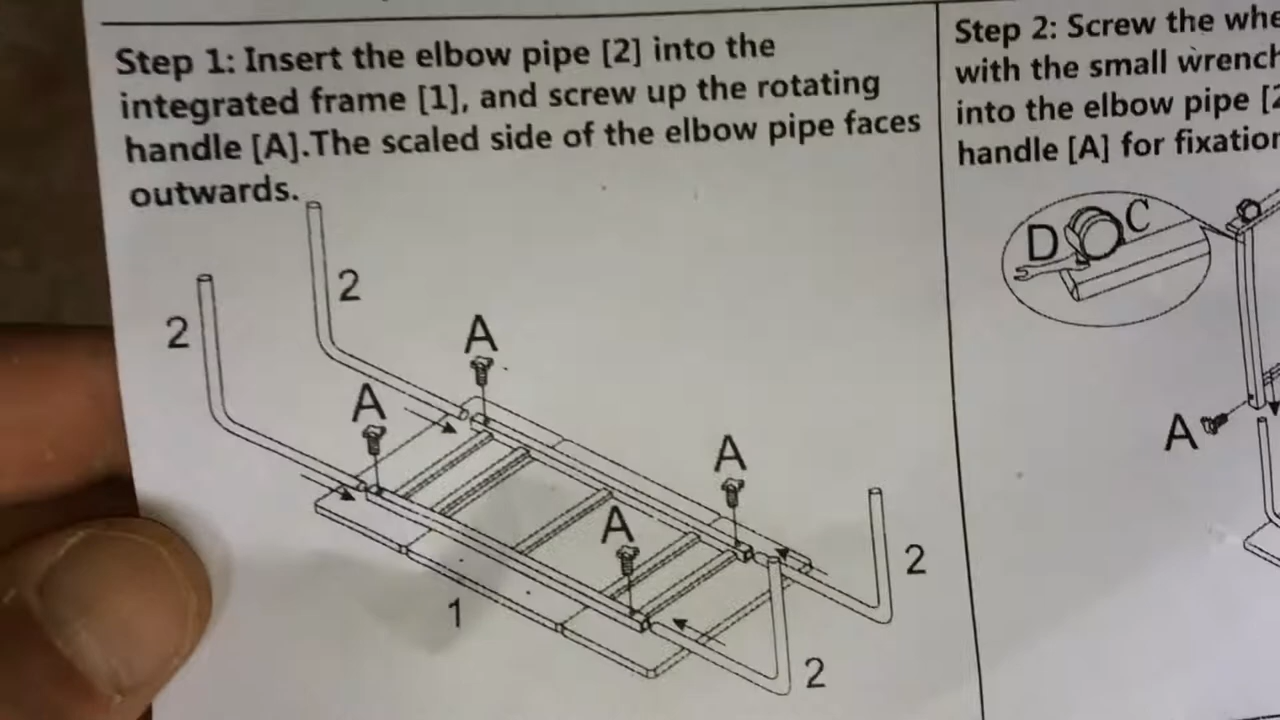 Step 1: Insert the elbow pipe [2] into the
integrated frame [1], and screw up the rotating
handle [A].The scaled side of the elbow pipe faces
outwards.
2
2
A
A
A
A
2
2
1
Step 2: Screw the
with the small wrench
into the elbow pipe
handle [A] for
D
C
A